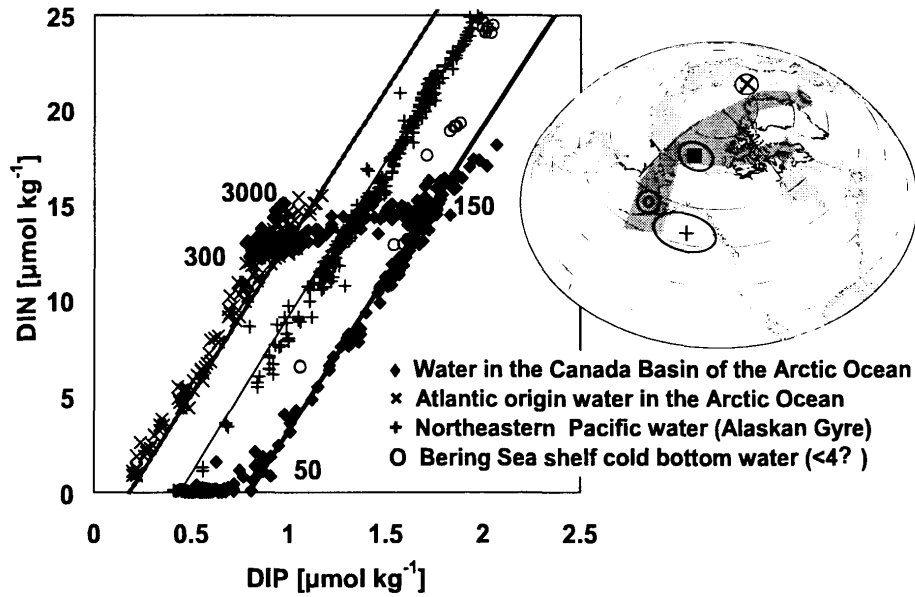 25
20
15
10
5
0
DIN [µmol kg-1]
3000
300
150
50
0
0.5
1
1.5
2
2.5
DIP [µmol kg-1]
♦ Water in the Canada Basin of the Arctic Ocean
× Atlantic origin water in the Arctic Ocean
+ Northeastern Pacific water (Alaskan Gyre)
O Bering Sea shelf cold bottom water (<4? )